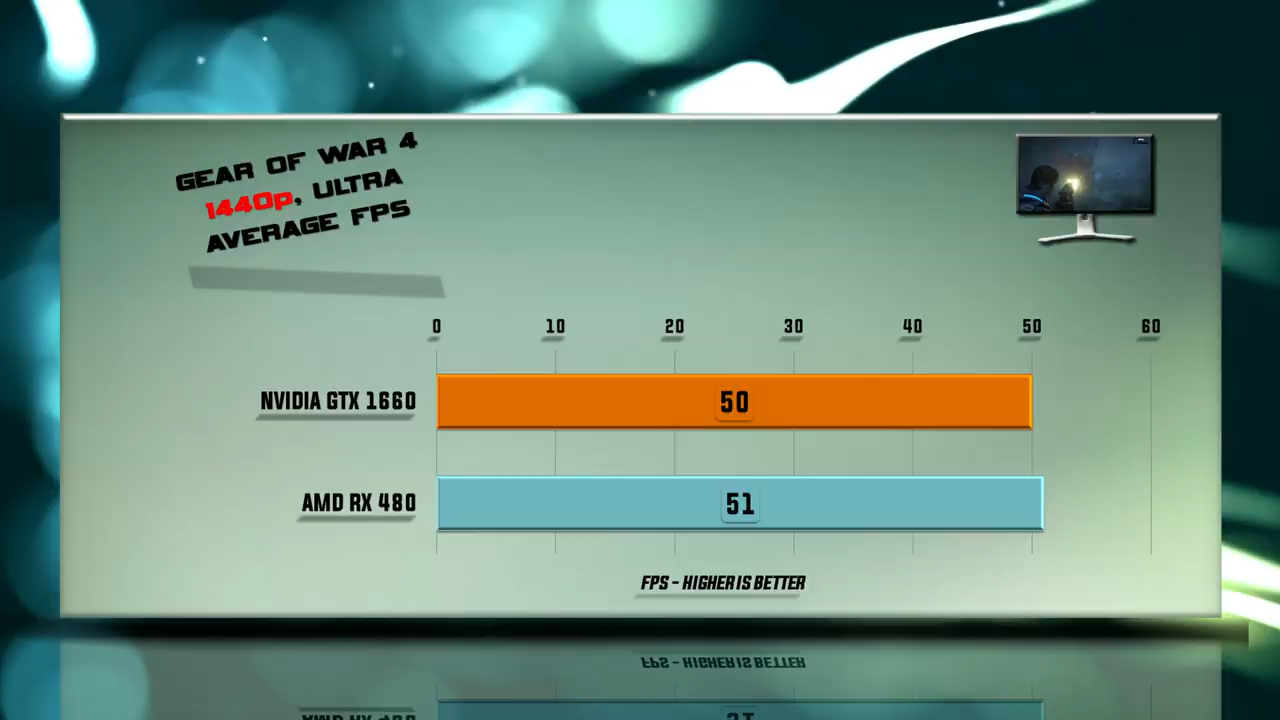 GEAR OF WAR 4
1440p, ULTRA
AVERAGE FPS
0 10 20 30 40 50 60
NVIDIA GTX 1660 50
AMD RX 480 51
FPS - HIGHER IS BETTER